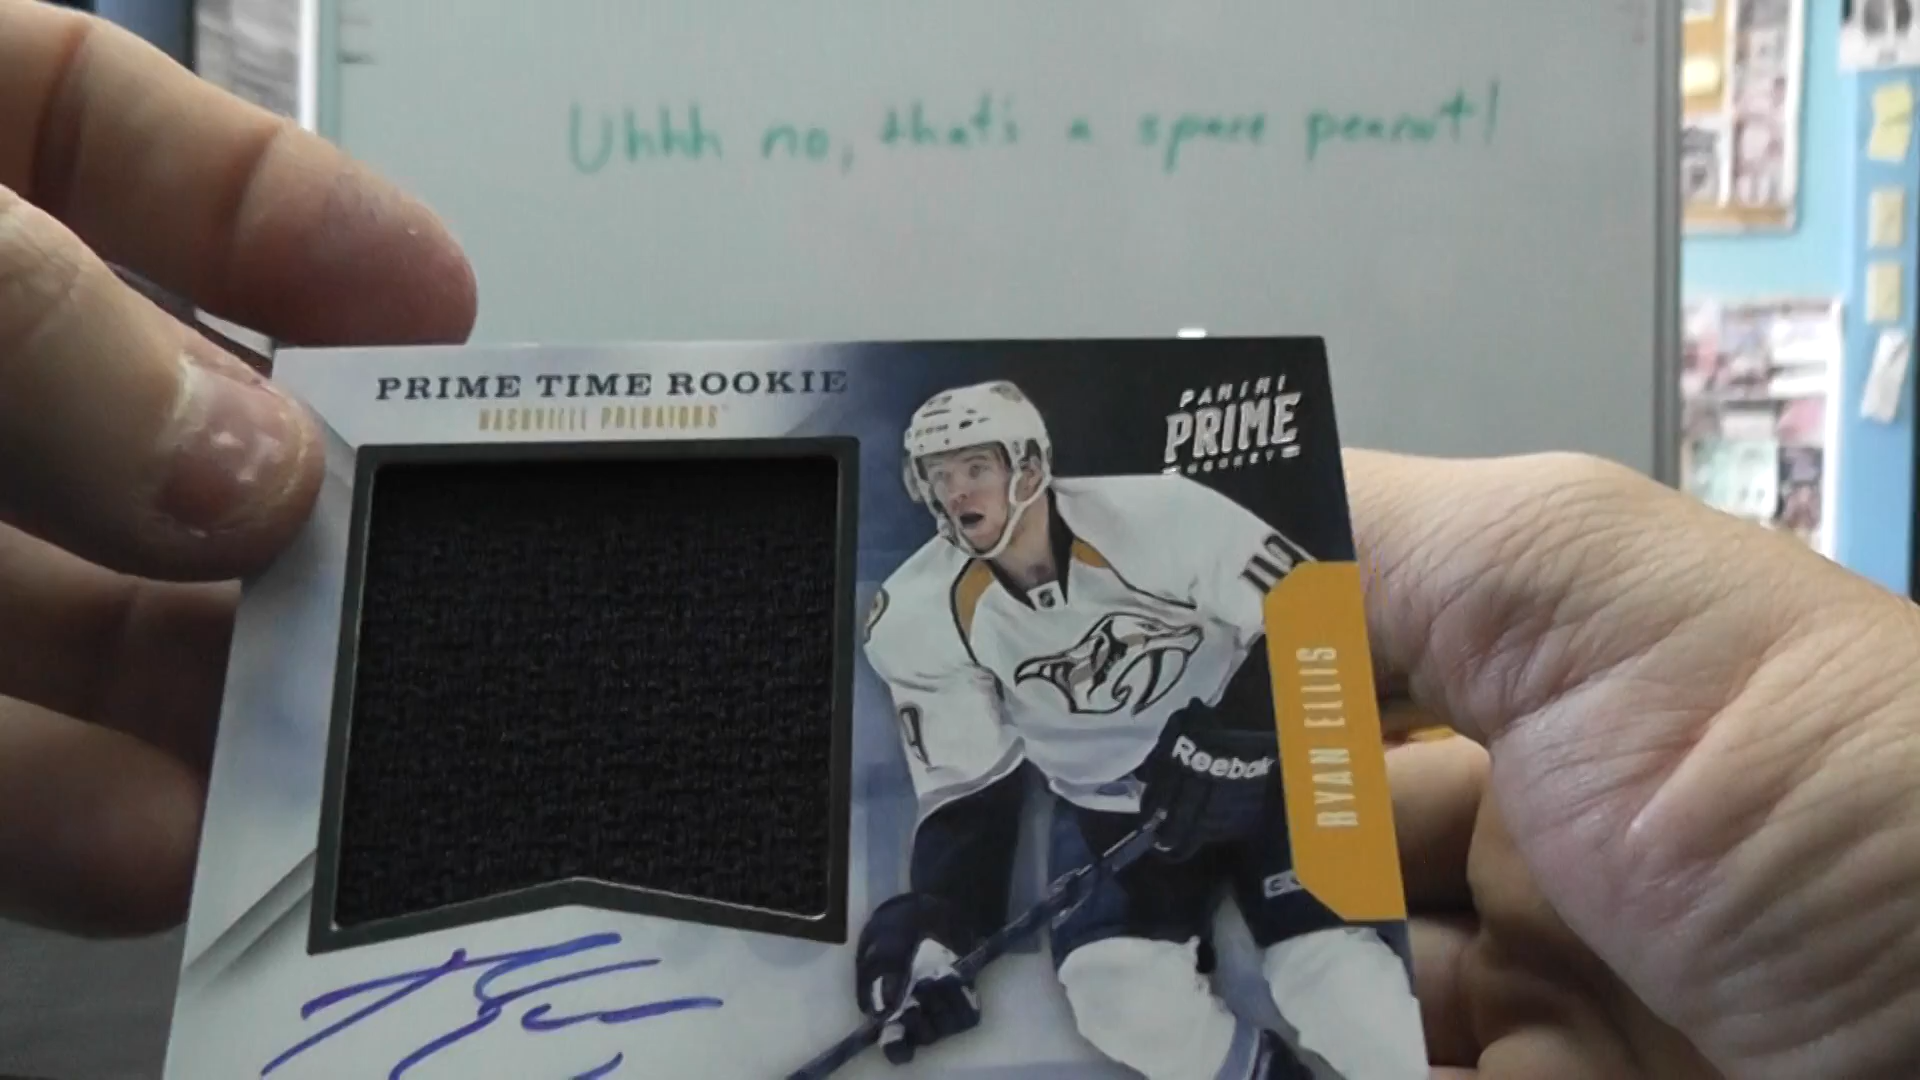 Uhhh no, that's a spare peanut!
PRIME TIME ROOKIE
NASHVILLE PREDATORS
PANINI
PRIME
HOCKEY
Reebok
RYAN ELLIS